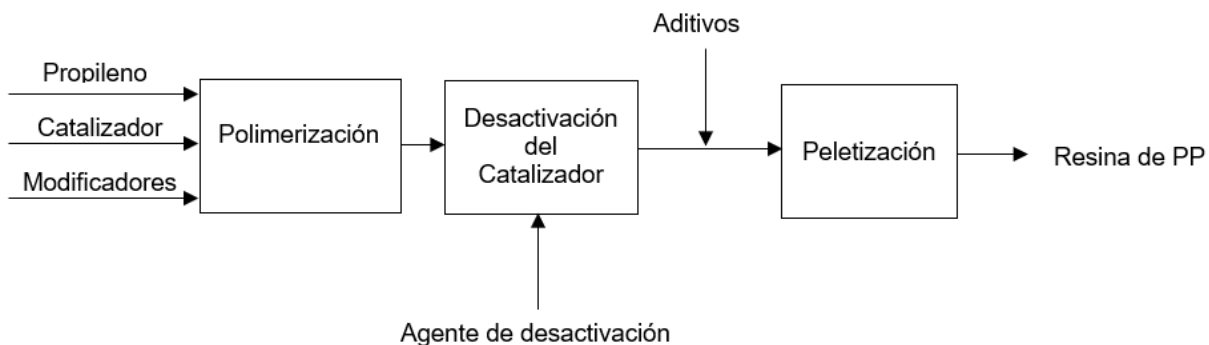 Aditivos
Propileno
Catalizador
Modificadores
Polimerización
Desactivación
del
Catalizador
Peletización
Resina de PP
Agente de desactivación